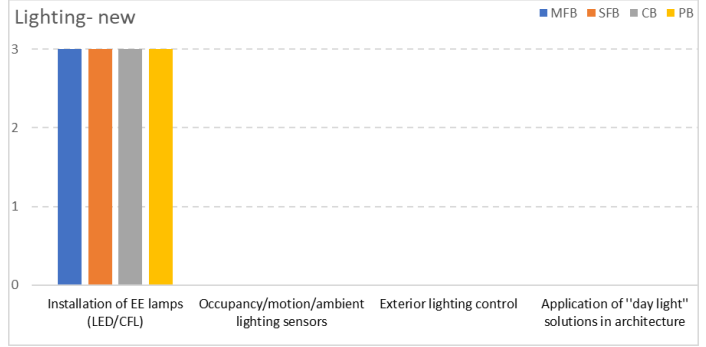 Lighting- new
MFB SFB CB PB
3
2
1
0
Installation of EE lamps
(LED/CFL)
Occupancy/motion/ambient
lighting sensors
Exterior lighting control
Application of ''day light''
solutions in architecture